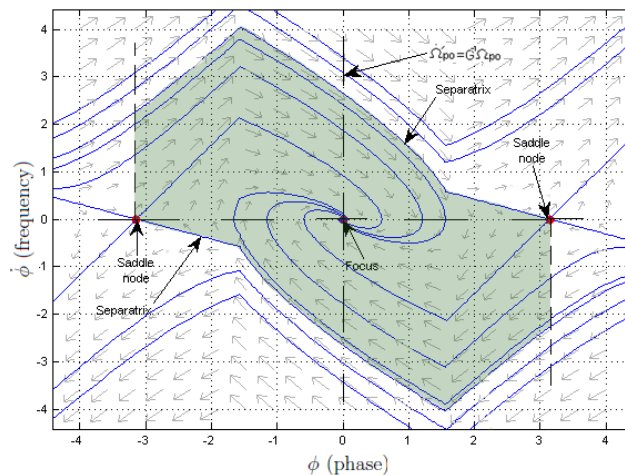 4
Ω'po=G'Ωpo
3
Separatrix
Saddle
node
2
1
0
Saddle
node
Focus
1
Separatrix
-2
-3
-4
-4
-3
-2
-1
0
1
2
3
4
φ̇ (frequency)
φ (phase)